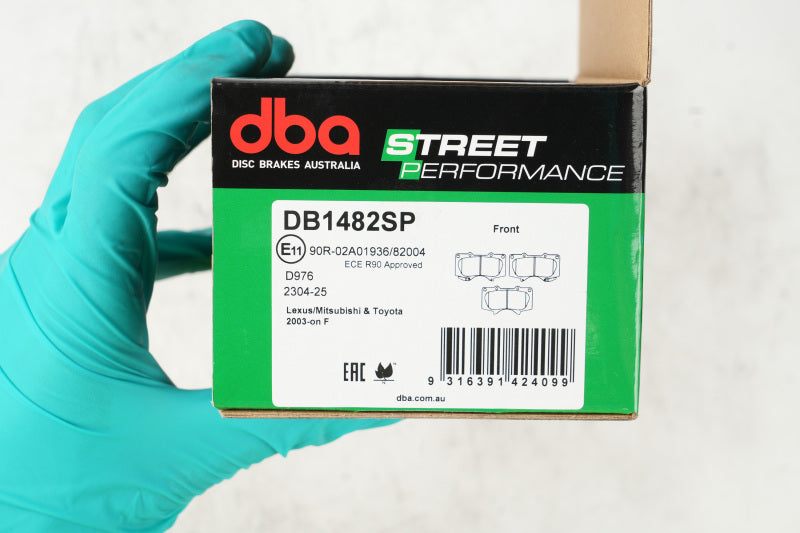 dba
DISC BRAKES AUSTRALIA
STREET
PERFORMANCE
DB1482SP
Front
E11 90R-02A01936/82004
ECE R90 Approved
D976
2304-25
Lexus/Mitsubishi & Toyota
2003-on F
EAC
9 316391 424099
dba.com.au